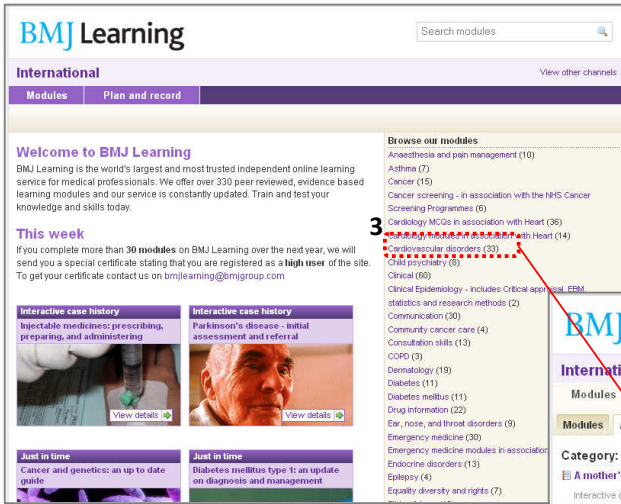 BMJ Learning
Search modules
International
View other channels
Modules
Plan and record
Welcome to BMJ Learning
BMJ Learning is the world's largest and most trusted independent online learning
service for medical professionals. We offer over 330 peer reviewed, evidence based
learning modules and our service is constantly updated. Train and test your
knowledge and skills today.
This week
If you complete more than 30 modules on BMJ Learning over the next year, we will
send you a special certificate stating that you are registered as a high user of the site.
To get your certificate contact us on bmjlearning@bmjgroup.com
Interactive case history
Injectable medicines: prescribing,
preparing, and administering
View details
Interactive case history
Parkinson's disease - initial
assessment and referral
View details
Just in time
Cancer and genetics: an up to date
guide
Just in time
Diabetes mellitus type 1: an update
on diagnosis and management
Browse our modules
Anaesthesia and pain management (10)
Asthma (7)
Cancer (15)
Cancer screening - in association with the NHS Cancer
Screening Programmes (6)
Cardiology MCQs in association with Heart (36)
3
Cardiology modules in association with Heart (14)
Cardiovascular disorders (33)
Child psychiatry (8)
Clinical (60)
Clinical Epidemiology - includes Critical appraisal, EBM,
statistics and research methods (2)
Communication (30)
Community cancer care (4)
Consultation skills (13)
COPD (3)
Dermatology (19)
Diabetes (11)
Diabetes mellitus (11)
Drug information (22)
Ear, nose, and throat disorders (9)
Emergency medicine (30)
Emergency medicine modules in association
Endocrine disorders (13)
Epilepsy (4)
Equality diversity and rights (7)
BMJ
Internati
Modules
Modules
Category:
A mother'
Interactive